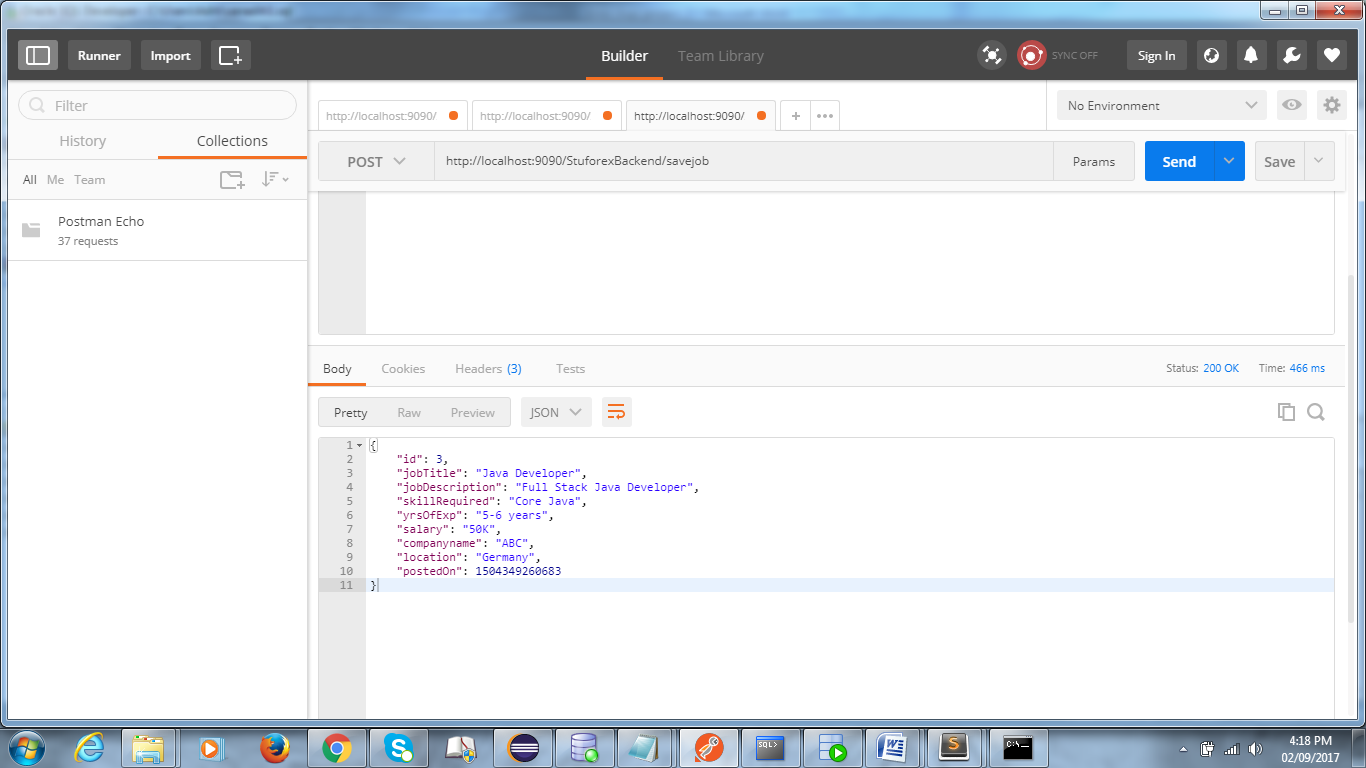 Runner
Import
Builder
Team Library
SYNC OFF
Sign In
Filter
History
Collections
All Me Team
Postman Echo
37 requests
http://localhost:9090/
http://localhost:9090/
http://localhost:9090/
+
No Environment
POST
http://localhost:9090/StuforexBackend/savejob
Params
Send
Save
Body
Cookies
Headers (3)
Tests
Status: 200 OK
Time: 466 ms
Pretty
Raw
Preview
JSON
1 {
2 "id": 3,
3 "jobTitle": "Java Developer",
4 "jobDescription": "Full Stack Java Developer",
5 "skillRequired": "Core Java",
6 "yrsOfExp": "5-6 years",
7 "salary": "50K",
8 "companyname": "ABC",
9 "location": "Germany",
10 "postedOn": 1504349260683
11 }
SQL>
C:\
4:18 PM
02/09/2017